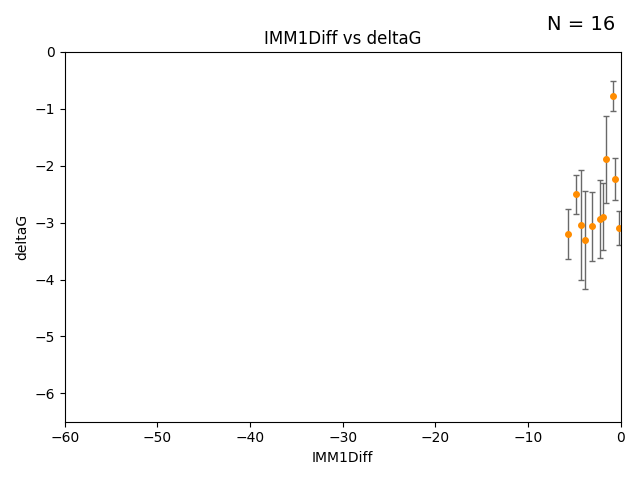 N = 16
IMM1Diff vs deltaG
0
−1
−2
−3
−4
−5
−6
deltaG
−60 −50 −40 −30 −20 −10 0
IMM1Diff